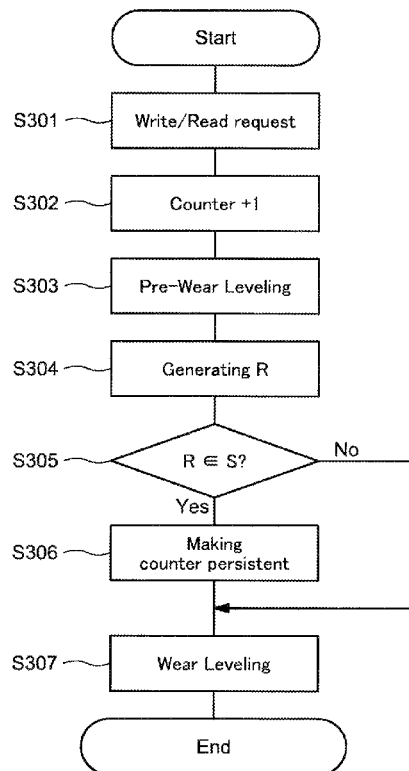 Start
S301
Write/Read request
S302
Counter +1
S303
Pre-Wear Leveling
S304
Generating R
S305
R ∈ S?
No
Yes
S306
Making
counter persistent
S307
Wear Leveling
End